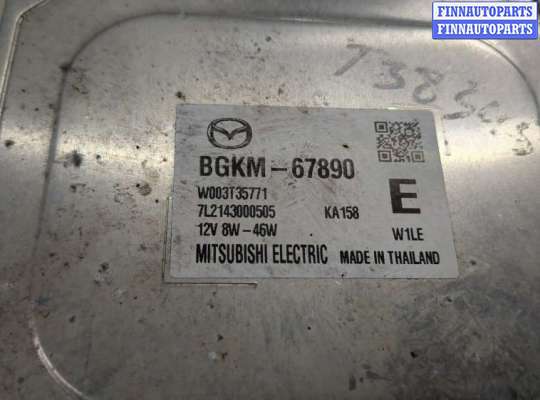 FINNAUTOPARTS
FINNAUTOPARTS
BGKM-67890
W003T35771
7L2143000505 KA158 E
12V 8W-46W W1LE
MITSUBISHI ELECTRIC MADE IN THAILAND